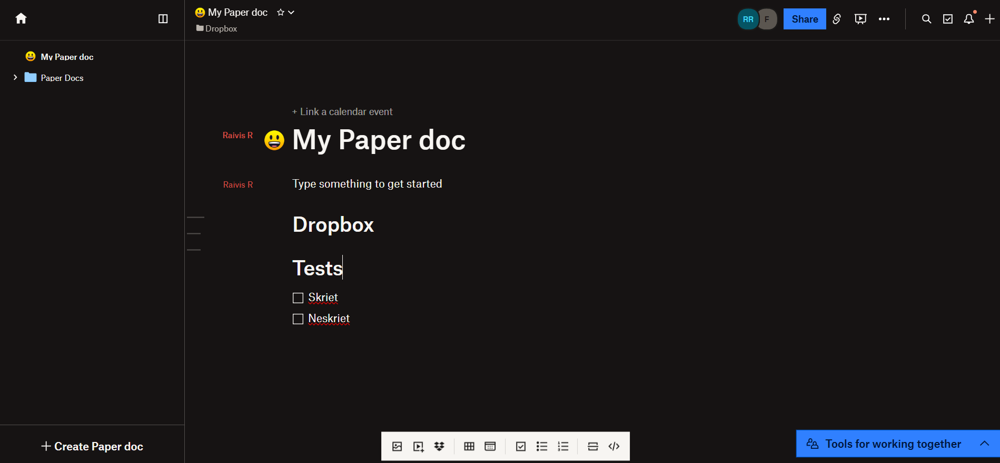 My Paper doc
Dropbox
RR
F
Share
My Paper doc
Paper Docs
+ Link a calendar event
Raivis R
My Paper doc
Raivis R
Type something to get started
Dropbox
Tests
Skriet
Neskriet
+ Create Paper doc
Tools for working together